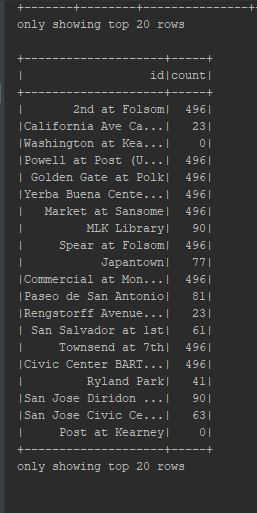 +-------+--------+----------------+--
only showing top 20 rows
+--------------------+-----+
|                  id|count|
+--------------------+-----+
|       2nd at Folsom|  496|
|California Ave Ca...|   23|
|Washington at Kea...|    0|
|Powell at Post (U...|  496|
| Golden Gate at Polk|  496|
|Yerba Buena Cente...|  496|
|   Market at Sansome|  496|
|         MLK Library|   90|
|     Spear at Folsom|  496|
|           Japantown|   77|
|Commercial at Mon...|  496|
|Paseo de San Antonio|   81|
|Rengstorff Avenue...|   23|
| San Salvador at 1st|   61|
|     Townsend at 7th|  496|
|Civic Center BART...|  496|
|         Ryland Park|   41|
|San Jose Diridon ...|   90|
|San Jose Civic Ce...|   63|
|     Post at Kearney|    0|
+--------------------+-----+
only showing top 20 rows